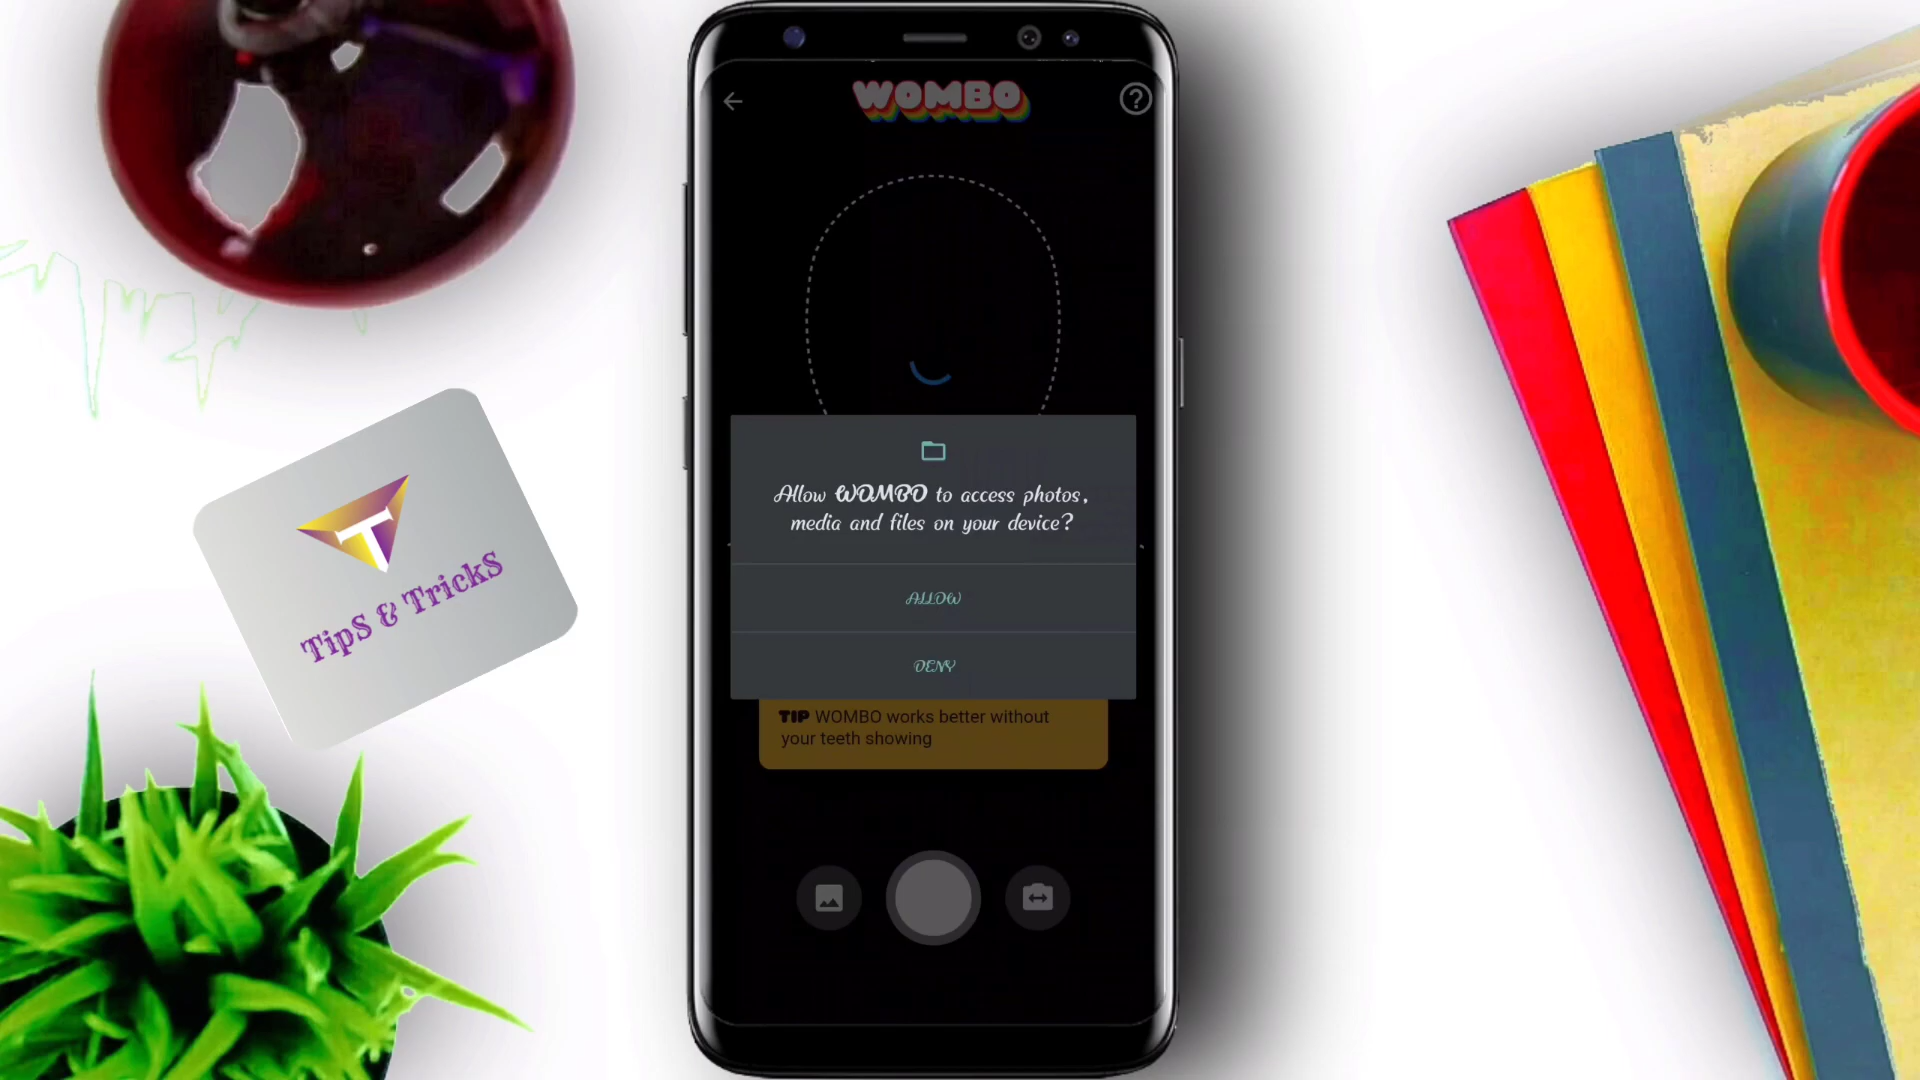 WOMBO
Allow WOMBO to access photos,
media and files on your device?
ALLOW
DENY
TIP WOMBO works better without
your teeth showing
T
TipS & TrickS